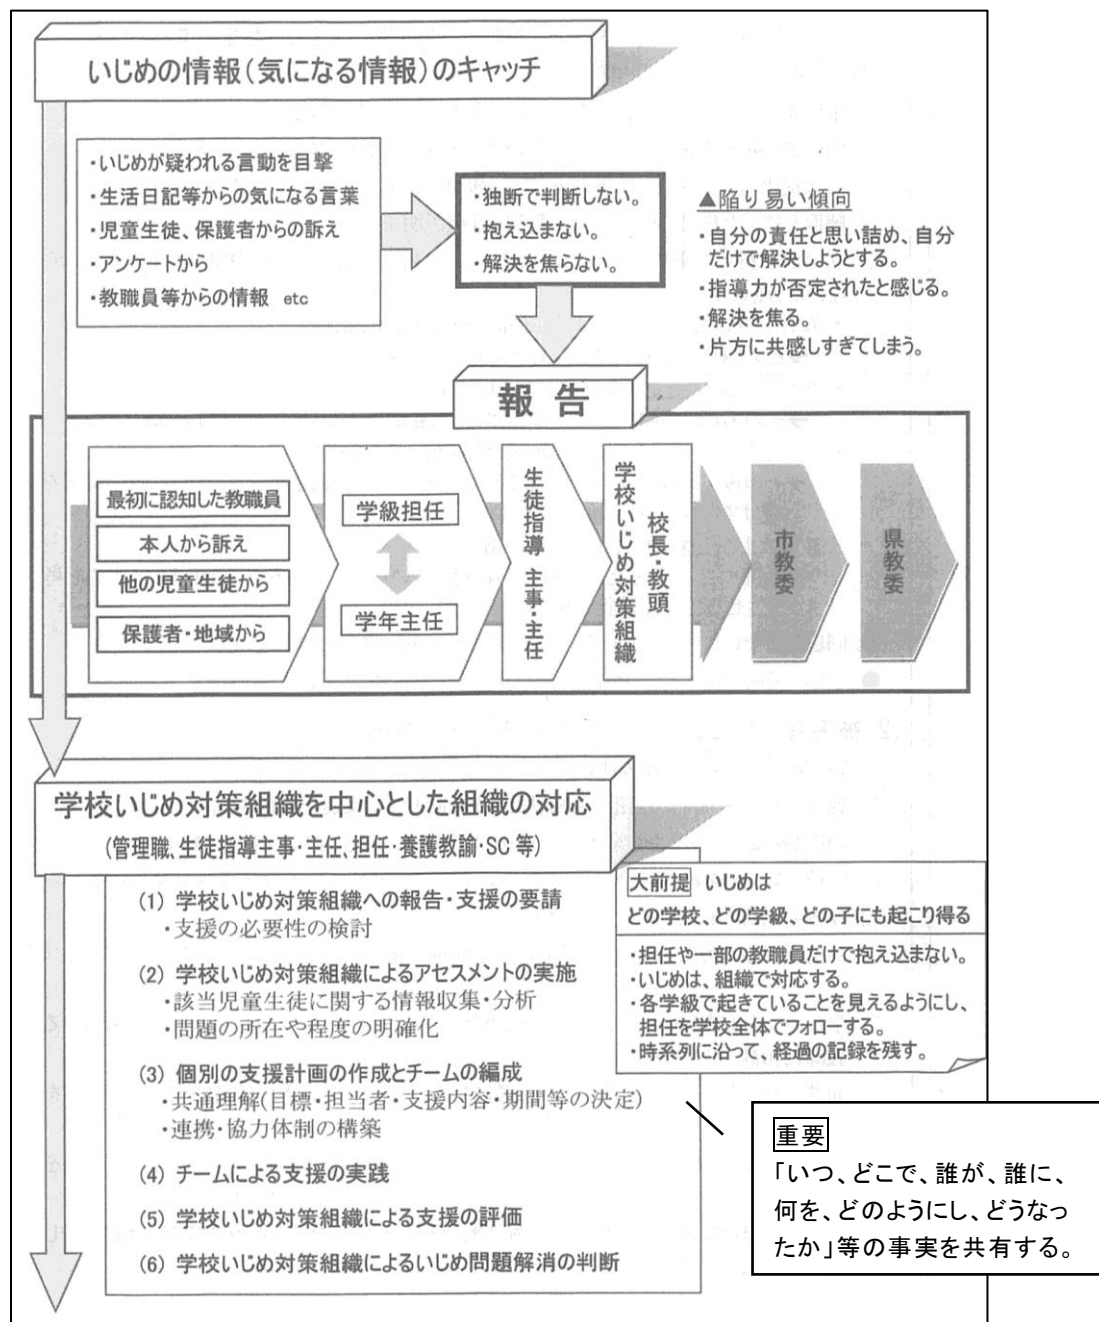 いじめの情報(気になる情報)のキャッチ
・いじめが疑われる言動を目撃
・生活日記等からの気になる言葉
・児童生徒、保護者からの訴え
・アンケートから
・教職員等からの情報 etc
・独断で判断しない。
・抱え込まない。
・解決を焦らない。
▲陥り易い傾向
・自分の責任と思い詰め、自分
だけで解決しようとする。
・指導力が否定されたと感じる。
・解決を焦る。
・片方に共感しすぎてしまう。
報 告
最初に認知した教職員
本人から訴え
他の児童生徒から
保護者・地域から
学級担任
学年主任
生徒指導 主事・主任
校長・教頭
学校いじめ対策組織
市教委
県教委
学校いじめ対策組織を中心とした組織の対応
(管理職、生徒指導主事・主任、担任・養護教諭・SC 等)
(1) 学校いじめ対策組織への報告・支援の要請
・支援の必要性の検討
(2) 学校いじめ対策組織によるアセスメントの実施
・該当児童生徒に関する情報収集・分析
・問題の所在や程度の明確化
(3) 個別の支援計画の作成とチームの編成
・共通理解(目標・担当者・支援内容・期間等の決定)
・連携・協力体制の構築
(4) チームによる支援の実践
(5) 学校いじめ対策組織による支援の評価
(6) 学校いじめ対策組織によるいじめ問題解消の判断
大前提 いじめは
どの学校、どの学級、どの子にも起こり得る
・担任や一部の教職員だけで抱え込まない。
・いじめは、組織で対応する。
・各学級で起きていることを見えるようにし、
担任を学校全体でフォローする。
・時系列に沿って、経過の記録を残す。
重要
「いつ、どこで、誰が、誰に、
何を、どのようにし、どうなっ
たか」等の事実を共有する。